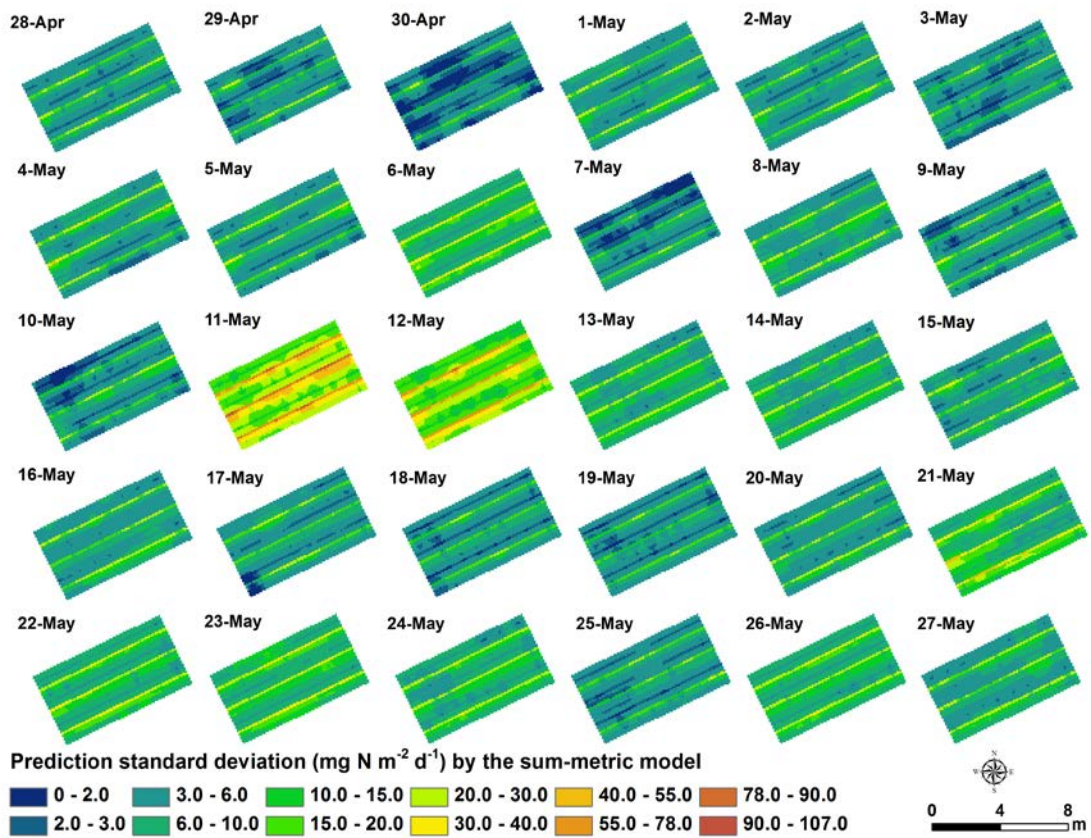 28-Apr 29-Apr 30-Apr 1-May 2-May 3-May
4-May 5-May 6-May 7-May 8-May 9-May
10-May 11-May 12-May 13-May 14-May 15-May
16-May 17-May 18-May 19-May 20-May 21-May
22-May 23-May 24-May 25-May 26-May 27-May
Prediction standard deviation (mg N m⁻² d⁻¹) by the sum-metric model
0 - 2.0 3.0 - 6.0 10.0 - 15.0 20.0 - 30.0 40.0 - 55.0 78.0 - 90.0
2.0 - 3.0 6.0 - 10.0 15.0 - 20.0 30.0 - 40.0 55.0 - 78.0 90.0 - 107.0
N
W E
S
0 4 8
m